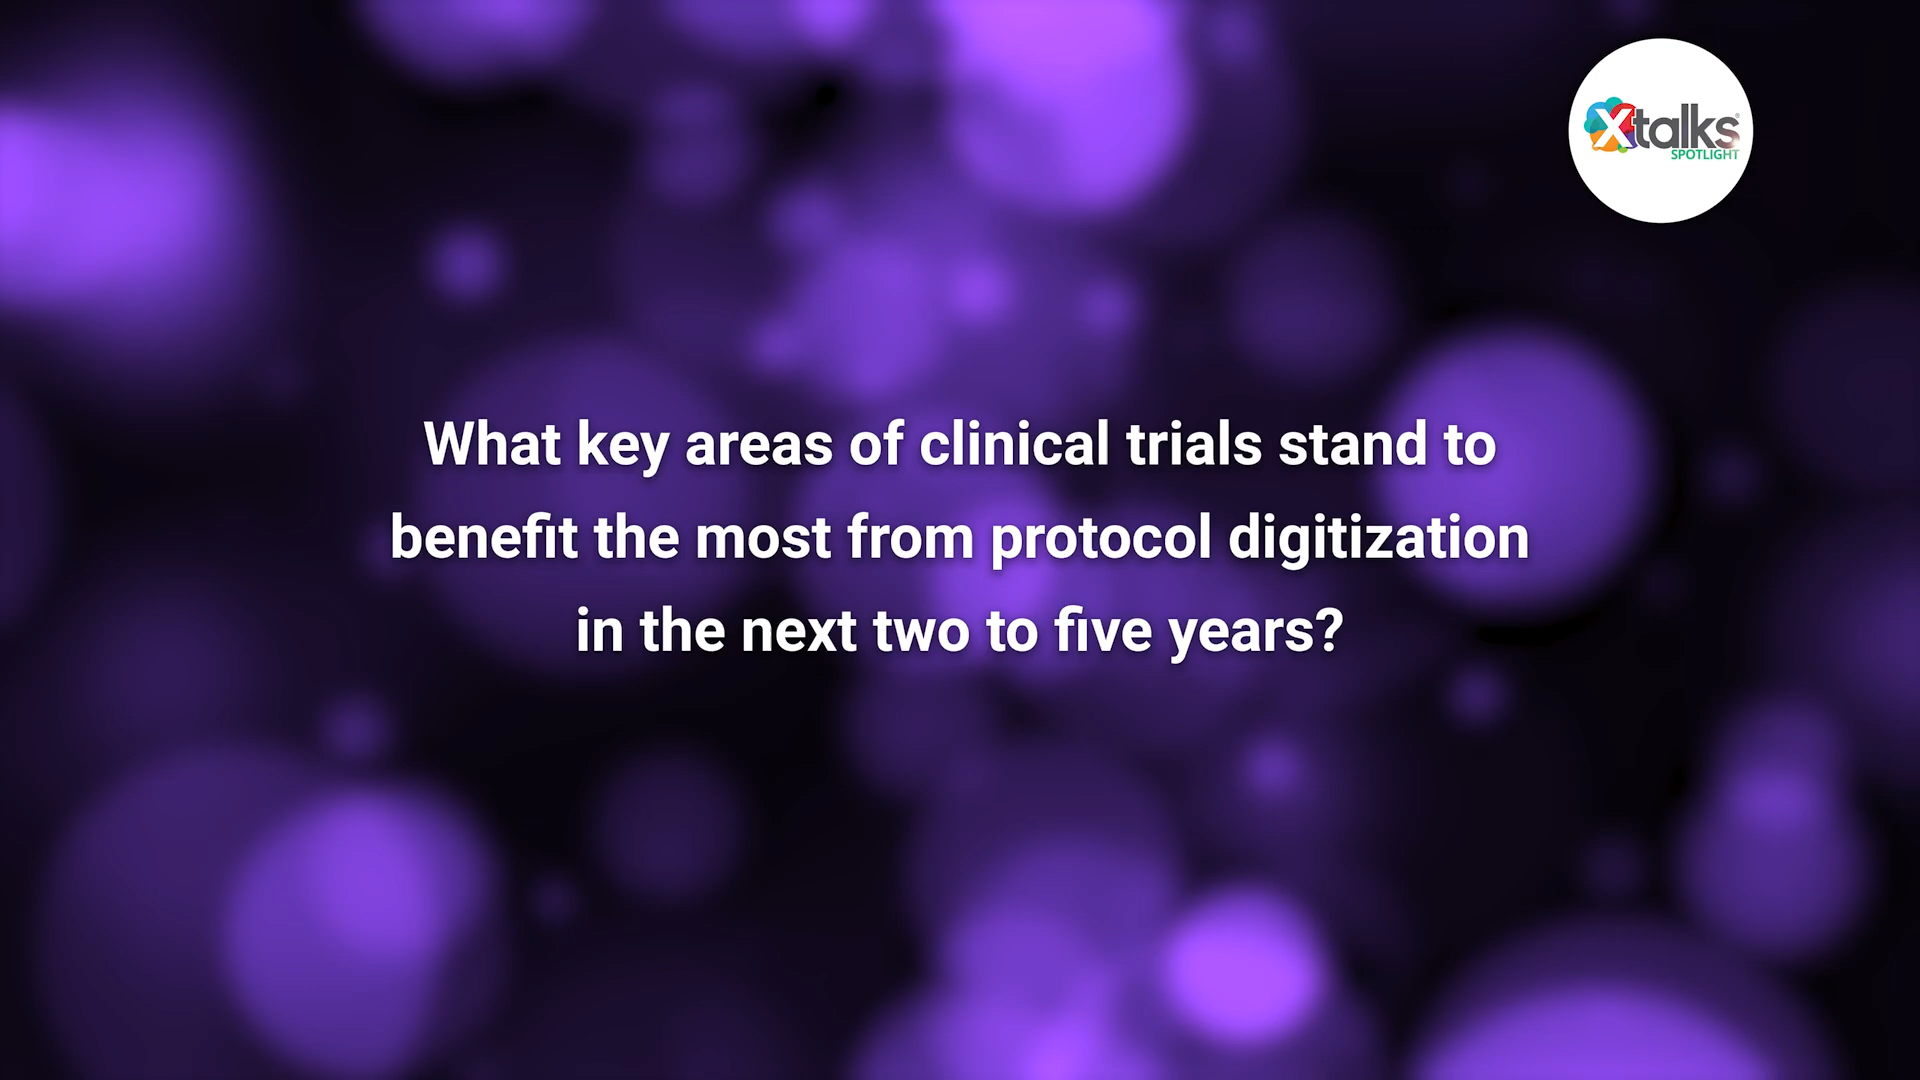 Xtalks
SPOTLIGHT
What key areas of clinical trials stand to
benefit the most from protocol digitization
in the next two to five years?